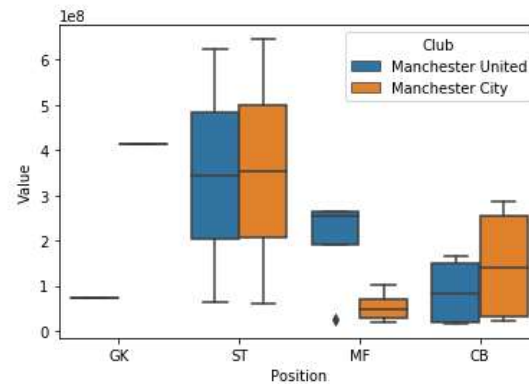 1e8
Club
Manchester United
Manchester City
6
5
4
3
2
1
0
Value
GK ST MF CB
Position